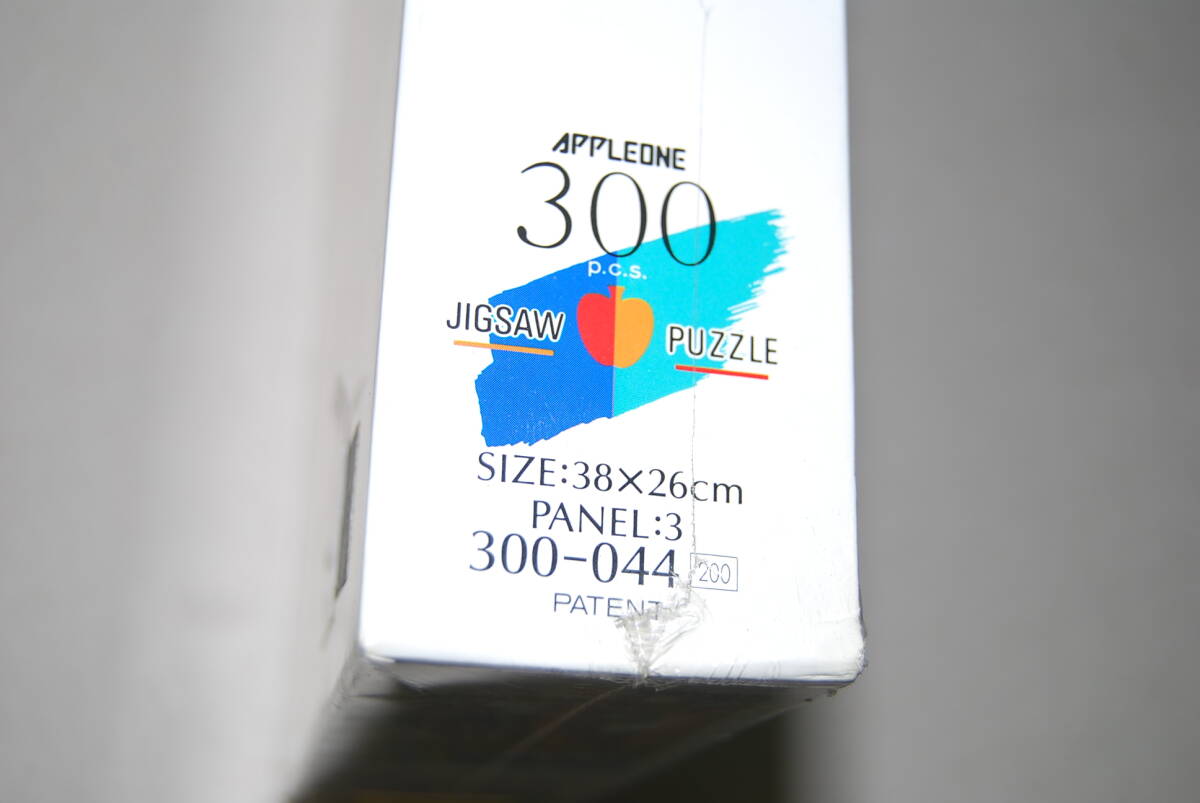 APPLEONE
300
p.c.s.
JIGSAW PUZZLE
SIZE:38×26cm
PANEL:3
300-044 200
PATENT